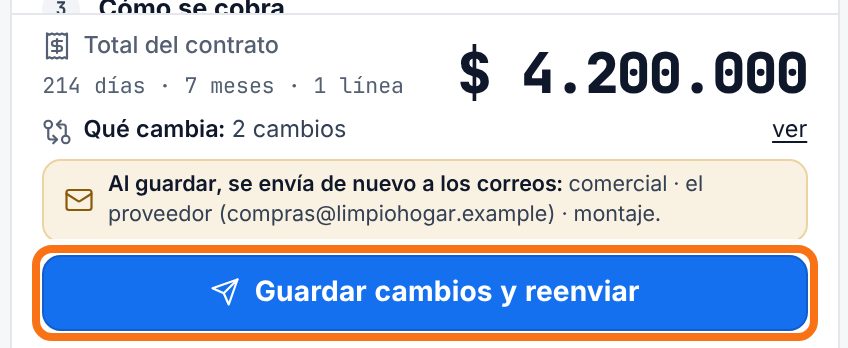 3 Cómo se cobra
Total del contrato
214 días · 7 meses · 1 línea
$ 4.200.000
Qué cambia: 2 cambios
ver
Al guardar, se envía de nuevo a los correos: comercial · el
proveedor (compras@limpiohogar.example) · montaje.
Guardar cambios y reenviar